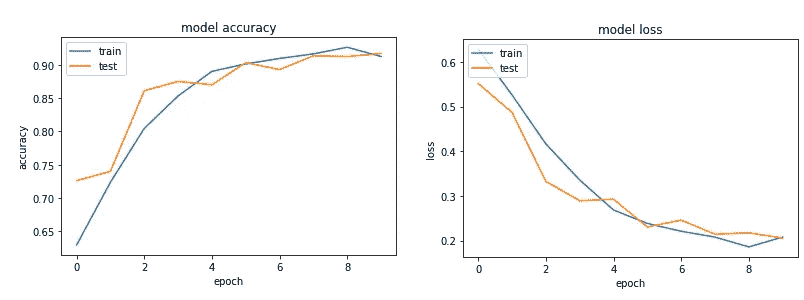 model accuracy
train
test
0.90
0.85
0.80
0.75
0.70
0.65
accuracy
0 2 4 6 8
epoch
model loss
train
test
0.6
0.5
0.4
0.3
0.2
loss
0 2 4 6 8
epoch